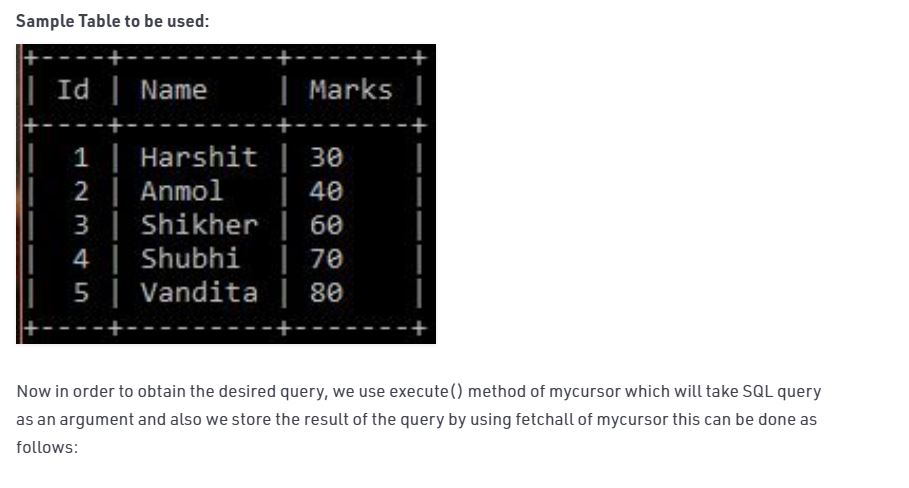 Sample Table to be used:
+----+----------+-------+
| Id | Name     | Marks |
+----+----------+-------+
|  1 | Harshit  | 30    |
|  2 | Anmol    | 40    |
|  3 | Shikher  | 60    |
|  4 | Shubhi   | 70    |
|  5 | Vandita  | 80    |
+----+----------+-------+
Now in order to obtain the desired query, we use execute() method of mycursor which will take SQL query
as an argument and also we store the result of the query by using fetchall of mycursor this can be done as
follows: